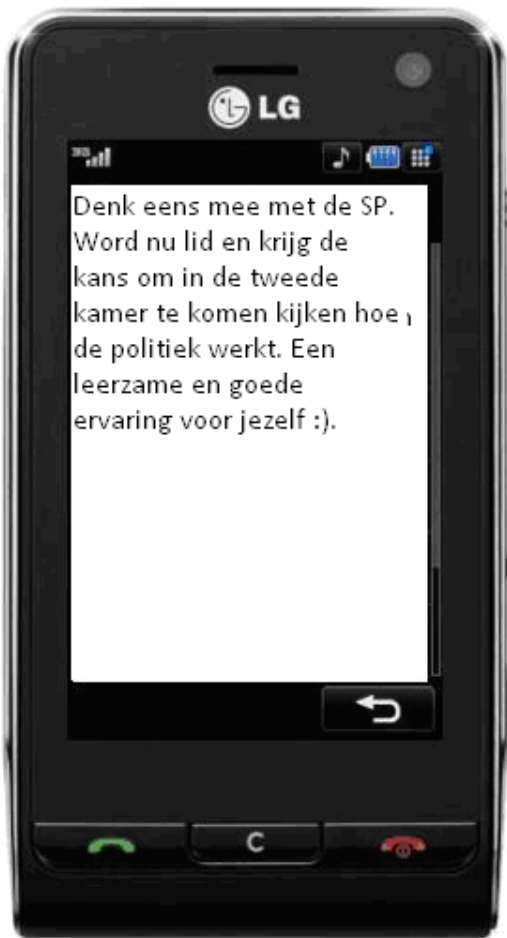 LG
3G
Denk eens mee met de SP.
Word nu lid en krijg de
kans om in de tweede
kamer te komen kijken hoe
de politiek werkt. Een
leerzame en goede
ervaring voor jezelf :).
C